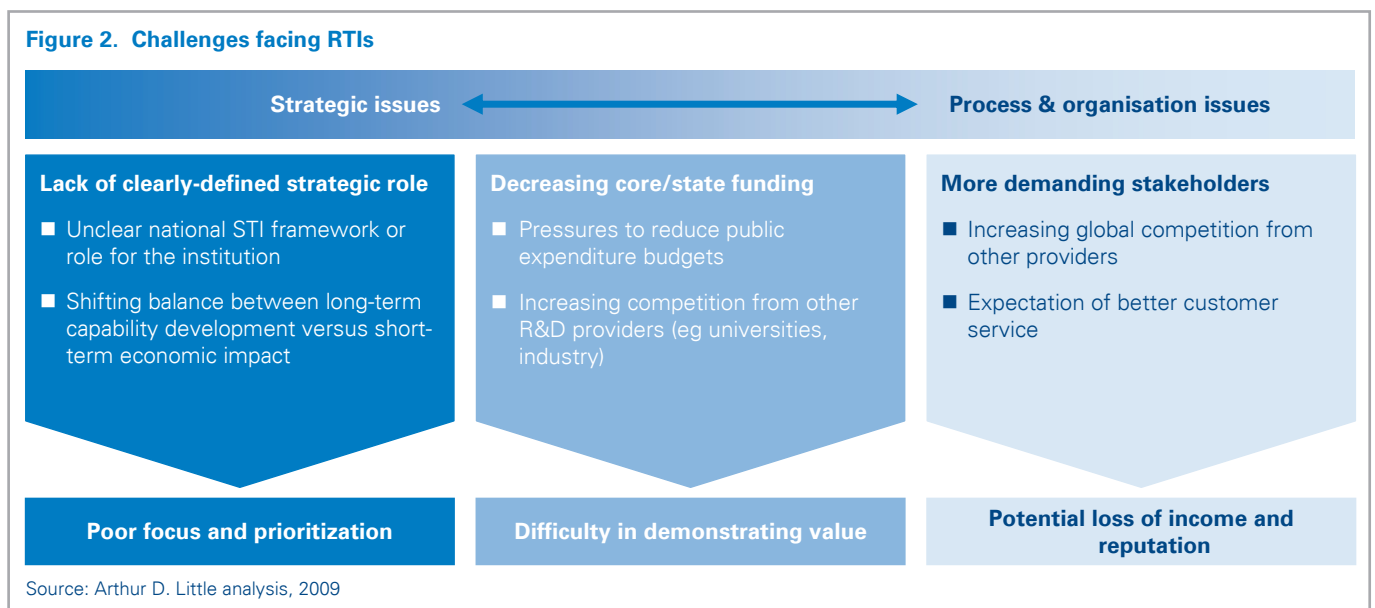 Figure 2. Challenges facing RTIs
Strategic issues
Process & organisation issues
Lack of clearly-defined strategic role
■ Unclear national STI framework or
role for the institution
■ Shifting balance between long-term
capability development versus short-
term economic impact
Poor focus and prioritization
Decreasing core/state funding
■ Pressures to reduce public
expenditure budgets
■ Increasing competition from other
R&D providers (eg universities,
industry)
Difficulty in demonstrating value
More demanding stakeholders
■ Increasing global competition from
other providers
■ Expectation of better customer
service
Potential loss of income and
reputation
Source: Arthur D. Little analysis, 2009